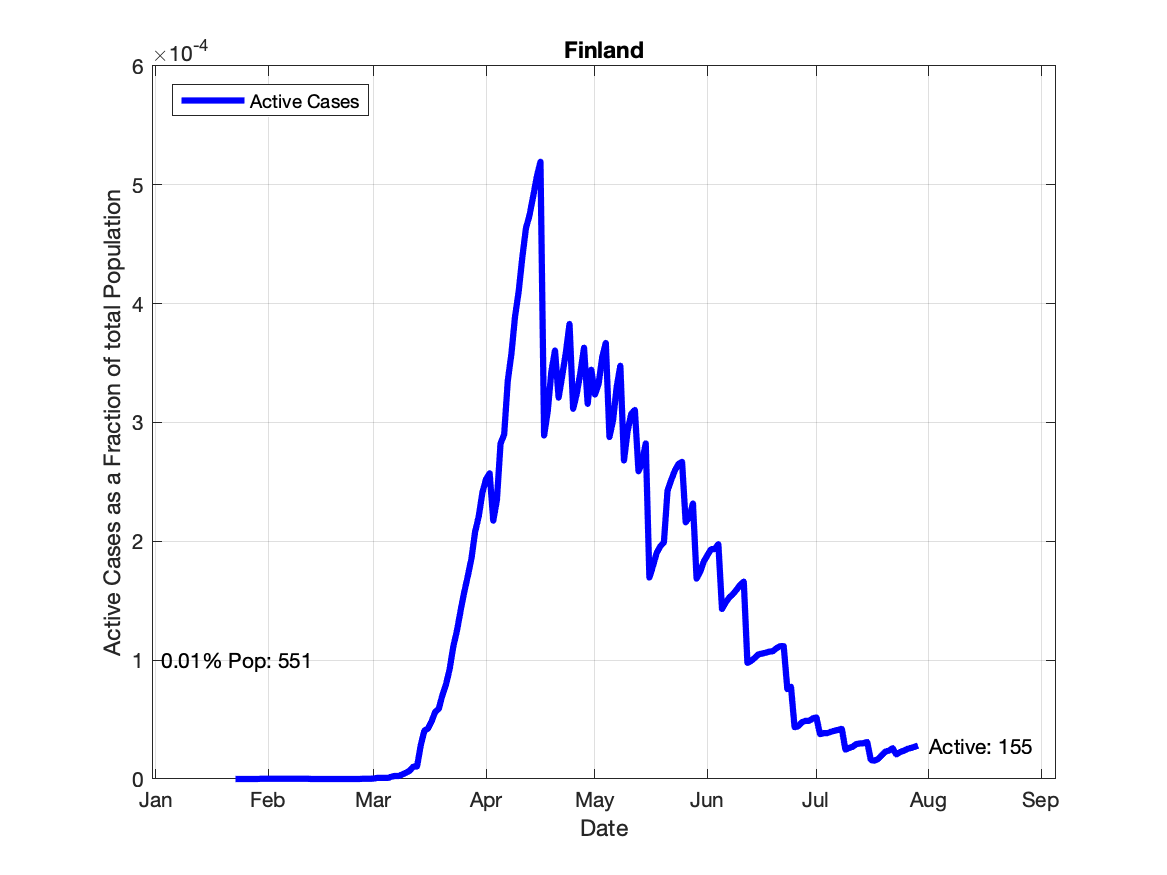 Finland
×10⁻⁴
Active Cases
6
5
4
3
2
1
0
Active Cases as a Fraction of total Population
0.01% Pop: 551
Active: 155
Jan Feb Mar Apr May Jun Jul Aug Sep
Date